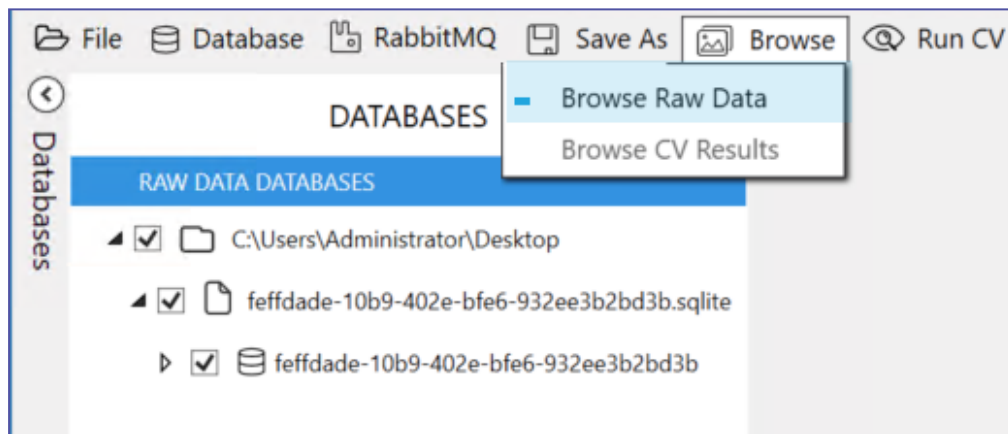 File Database RabbitMQ Save As Browse Run CV
Databases
DATABASES
Browse Raw Data
Browse CV Results
RAW DATA DATABASES
C:\Users\Administrator\Desktop
feffdade-10b9-402e-bfe6-932ee3b2bd3b.sqlite
feffdade-10b9-402e-bfe6-932ee3b2bd3b